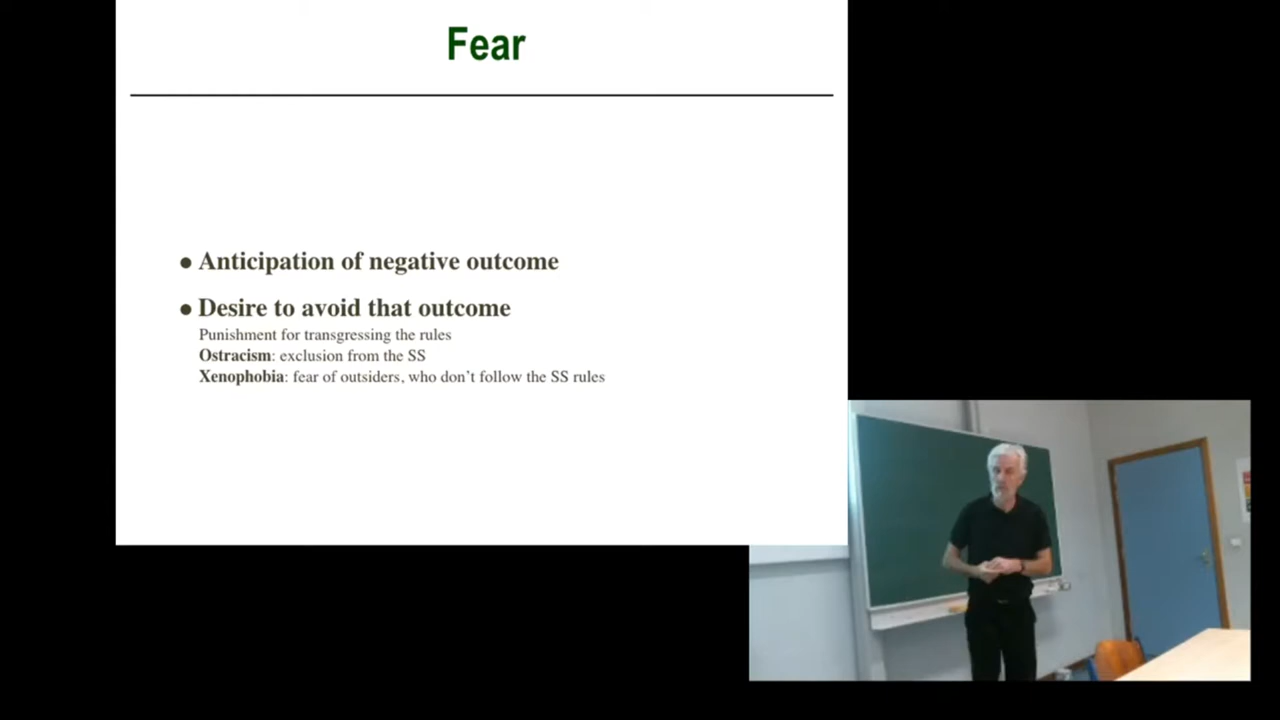 Fear
● Anticipation of negative outcome
● Desire to avoid that outcome
Punishment for transgressing the rules
Ostracism: exclusion from the SS
Xenophobia: fear of outsiders, who don't follow the SS rules